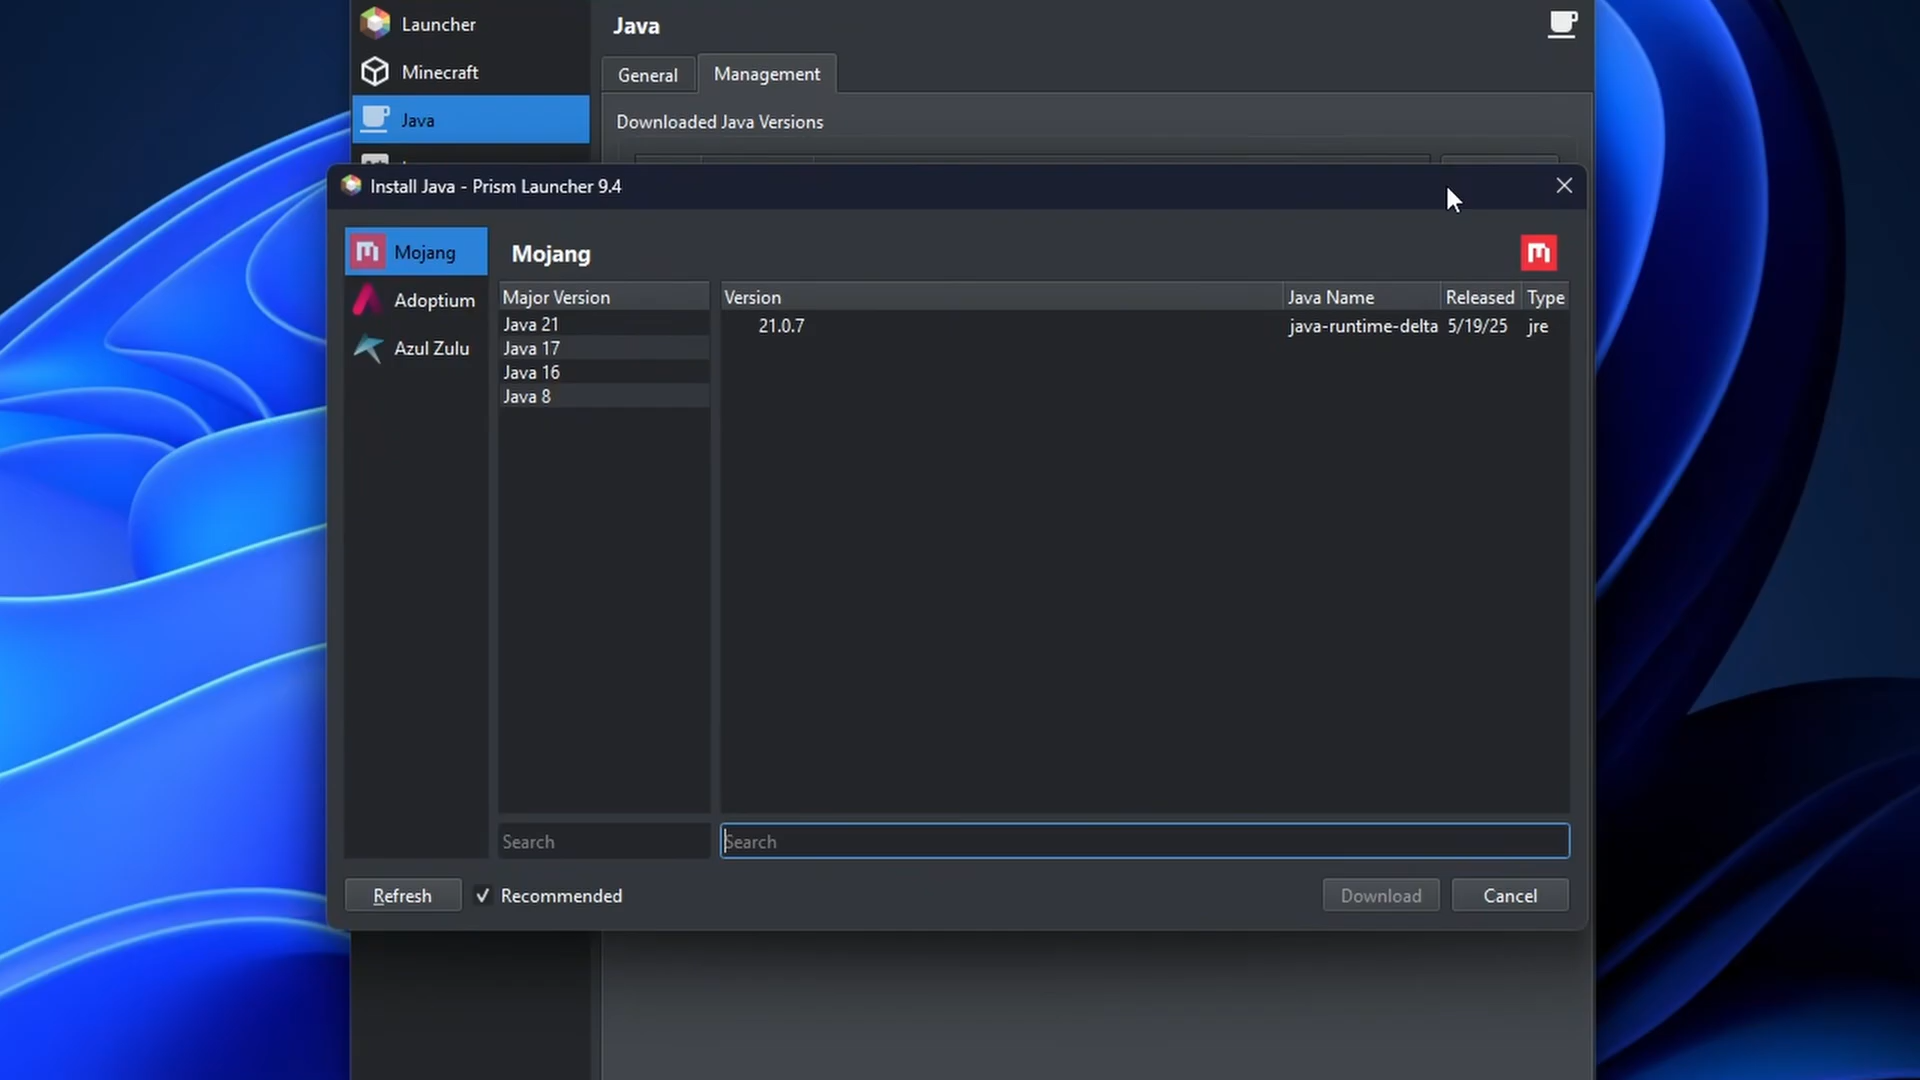 Launcher
Minecraft
Java
Java
General
Management
Downloaded Java Versions
Install Java - Prism Launcher 9.4
Mojang
Adoptium
Azul Zulu
Mojang
Major Version
Java 21
Java 17
Java 16
Java 8
Version Java Name Released Type
21.0.7 java-runtime-delta 5/19/25 jre
Search
Search
Refresh
Recommended
Download
Cancel